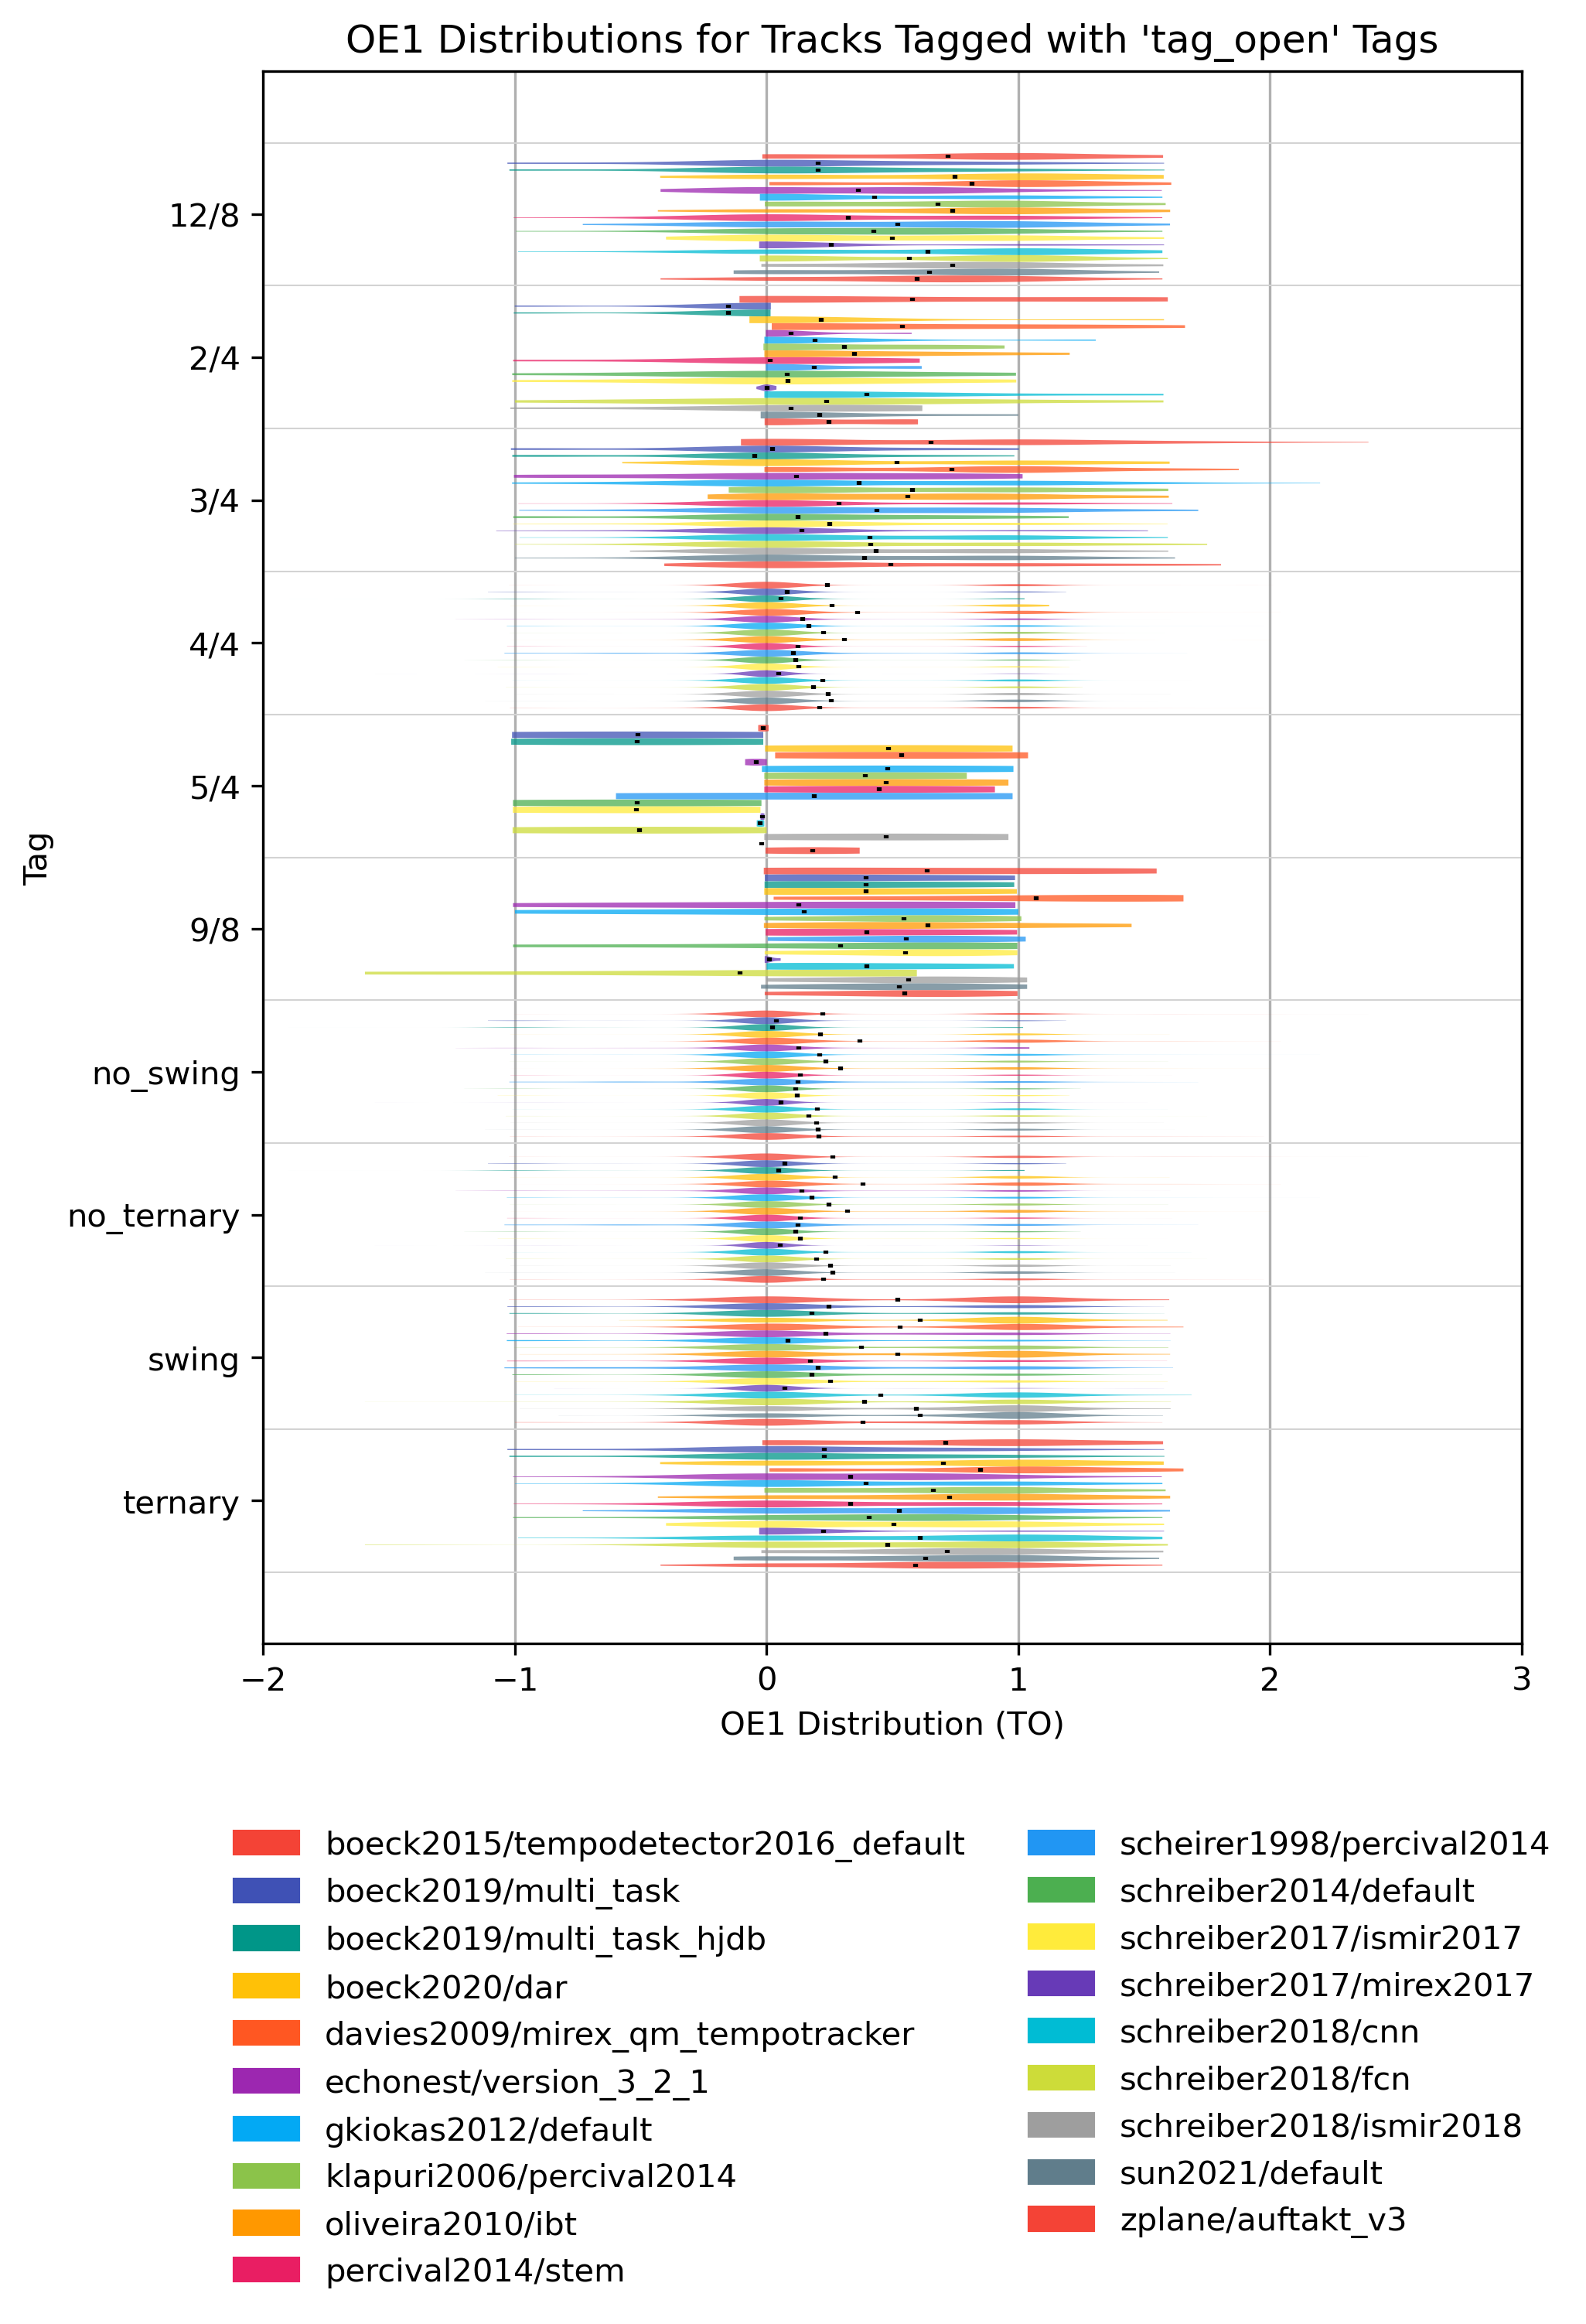 OE1 Distributions for Tracks Tagged with 'tag_open' Tags
12/8
2/4
3/4
4/4
5/4
9/8
no_swing
no_ternary
swing
ternary
Tag
−2 −1 0 1 2 3
OE1 Distribution (TO)
boeck2015/tempodetector2016_default
boeck2019/multi_task
boeck2019/multi_task_hjdb
boeck2020/dar
davies2009/mirex_qm_tempotracker
echonest/version_3_2_1
gkiokas2012/default
klapuri2006/percival2014
oliveira2010/ibt
percival2014/stem
scheirer1998/percival2014
schreiber2014/default
schreiber2017/ismir2017
schreiber2017/mirex2017
schreiber2018/cnn
schreiber2018/fcn
schreiber2018/ismir2018
sun2021/default
zplane/auftakt_v3